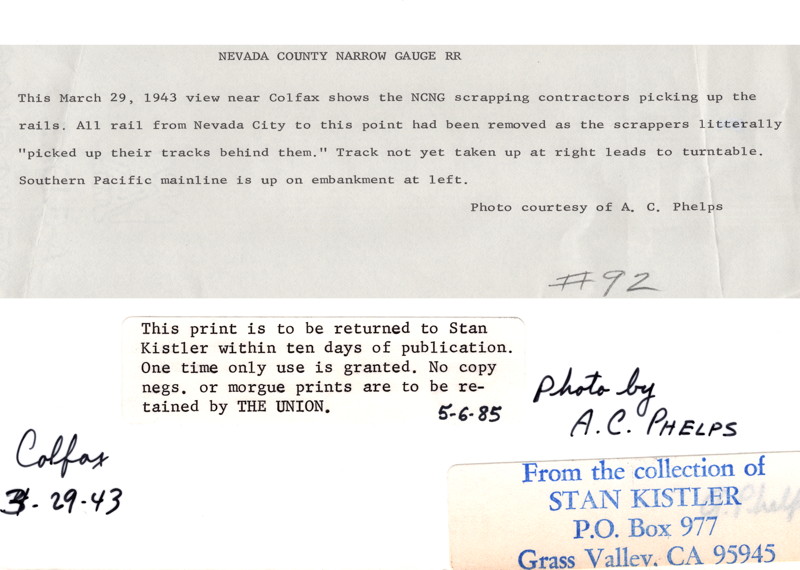 NEVADA COUNTY NARROW GAUGE RR
This March 29, 1943 view near Colfax shows the NCNG scrapping contractors picking up the
rails. All rail from Nevada City to this point had been removed as the scrappers litterally
"picked up their tracks behind them." Track not yet taken up at right leads to turntable.
Southern Pacific mainline is up on embankment at left.
Photo courtesy of A. C. Phelps
#92
This print is to be returned to Stan
Kistler within ten days of publication.
One time only use is granted. No copy
negs. or morgue prints are to be re-
tained by THE UNION.
5-6-85
Photo by
A.C. PHELPS
Colfax
3-29-43
From the collection of
STAN KISTLER
P.O. Box 977
Grass Valley, CA 95945
Phelps